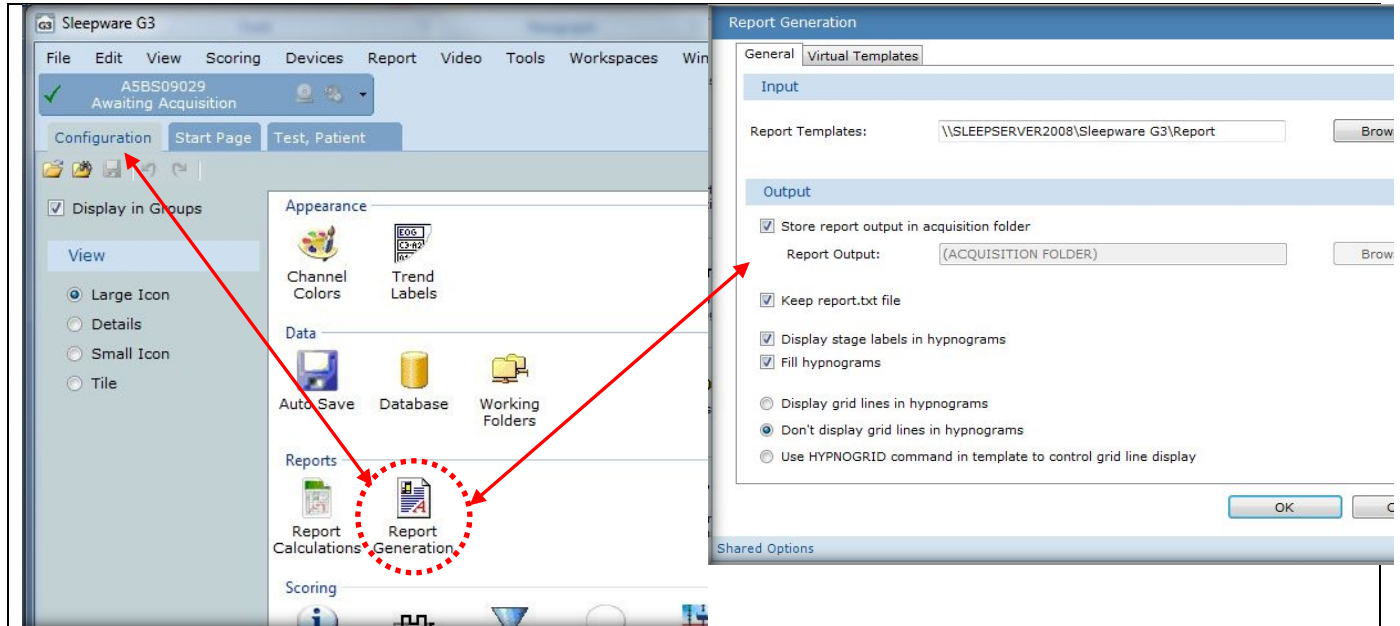 G3 Sleepware G3
File Edit View Scoring Devices Report Video Tools Workspaces Win
A5BS09029
Awaiting Acquisition
Configuration Start Page Test, Patient
Display in Groups
View
Large Icon
Details
Small Icon
Tile
Appearance
EOG
C3-A2
Channel Colors
Trend Labels
Data
Auto Save
Database
Working Folders
Reports
Report Calculations
Report Generation
Scoring
Report Generation
General Virtual Templates
Input
Report Templates: \\SLEEPSERVER2008\Sleepware G3\Report Brow
Output
Store report output in acquisition folder
Report Output: (ACQUISITION FOLDER) Brow
Keep report.txt file
Display stage labels in hypnograms
Fill hypnograms
Display grid lines in hypnograms
Don't display grid lines in hypnograms
Use HYPNOGRID command in template to control grid line display
OK C
Shared Options